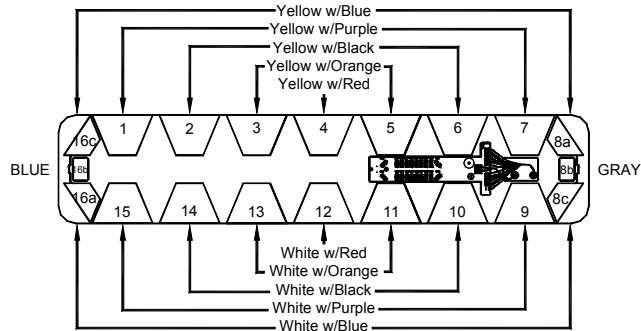 Yellow w/Blue
Yellow w/Purple
Yellow w/Black
Yellow w/Orange
Yellow w/Red
16c 1 2 3 4 5 6 7 8a
BLUE 16b 8b GRAY
16a 15 14 13 12 11 10 9 8c
White w/Red
White w/Orange
White w/Black
White w/Purple
White w/Blue